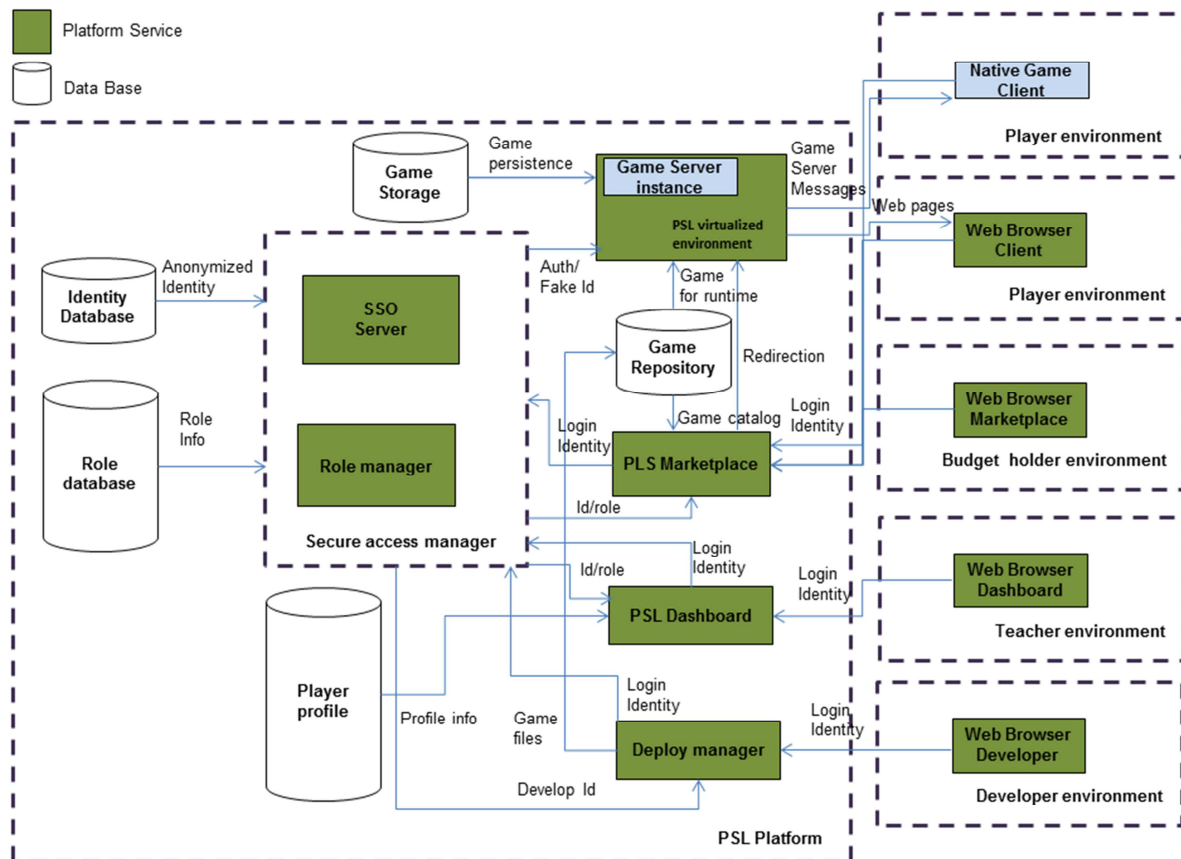 Platform Service
Data Base
Native Game
Client
Player environment
Game
persistence
Game
Storage
Game Server
instance
Game
Server
Messages
PSL virtualized
environment
Web pages
Web Browser
Client
Player environment
Anonymized
Identity
Identity
Database
SSO
Server
Auth/
Fake Id
Game
for runtime
Game
Repository
Redirection
Role
Info
Role
database
Role manager
Secure access manager
Login
Identity
Game catalog
PLS Marketplace
Login
Identity
Web Browser
Marketplace
Budget holder environment
Id/role
Id/role
Login
Identity
PSL Dashboard
Login
Identity
Web Browser
Dashboard
Teacher environment
Player
profile
Profile info
Game
files
Login
Identity
Deploy manager
Login
Identity
Web Browser
Developer
Developer environment
Develop Id
PSL Platform